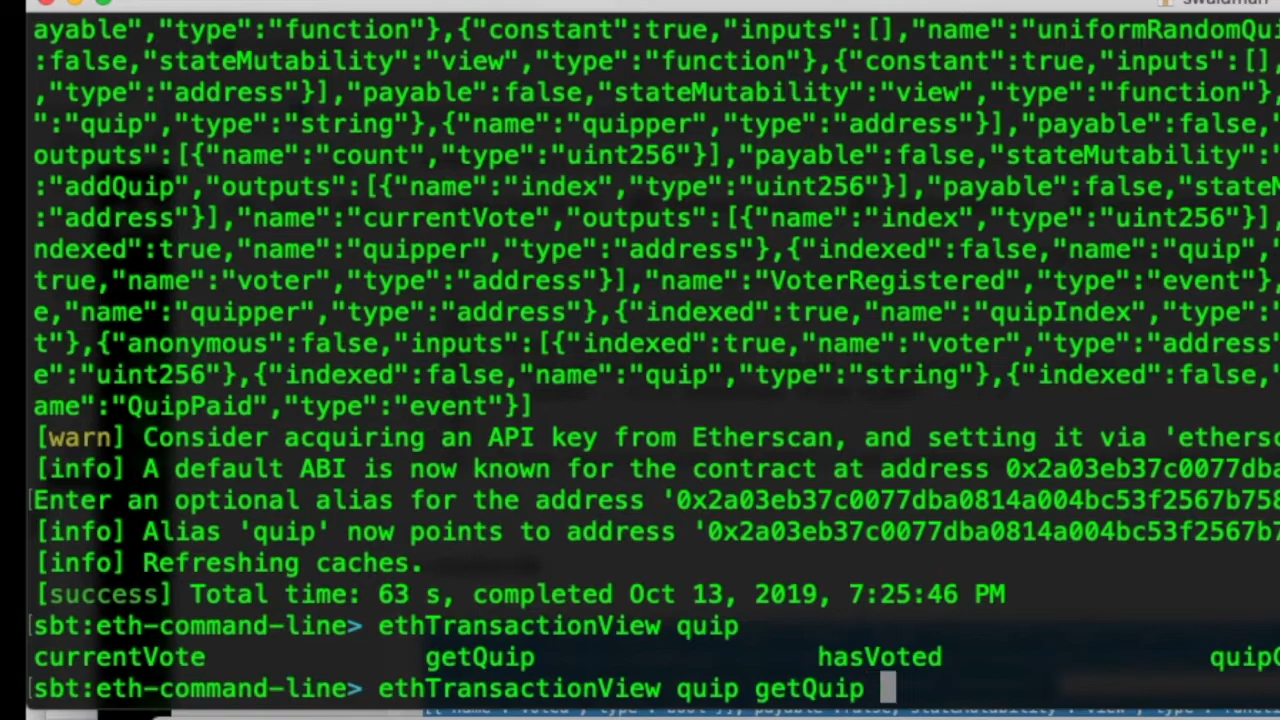 swaldman
ayable","type":"function"},{"constant":true,"inputs":[],"name":"uniformRandomQui
:false,"stateMutability":"view","type":"function"},{"constant":true,"inputs":[],
,"type":"address"}],"payable":false,"stateMutability":"view","type":"function"},
":"quip","type":"string"},{"name":"quipper","type":"address"}],"payable":false,"
outputs":[{"name":"count","type":"uint256"}],"payable":false,"stateMutability":"
:"addQuip","outputs":[{"name":"index","type":"uint256"}],"payable":false,"stateM
:"address"}],"name":"currentVote","outputs":[{"name":"index","type":"uint256"}],
ndexed":true,"name":"quipper","type":"address"},{"indexed":false,"name":"quip","
true,"name":"voter","type":"address"}],"name":"VoterRegistered","type":"event"},
e,"name":"quipper","type":"address"},{"indexed":true,"name":"quipIndex","type":"
t"},{"anonymous":false,"inputs":[{"indexed":true,"name":"voter","type":"address"
e":"uint256"},{"indexed":false,"name":"quip","type":"string"},{"indexed":false,"
ame":"QuipPaid","type":"event"}]
[warn] Consider acquiring an API key from Etherscan, and setting it via 'ethersc
[info] A default ABI is now known for the contract at address 0x2a03eb37c0077dba
Enter an optional alias for the address '0x2a03eb37c0077dba0814a004bc53f2567b758
[info] Alias 'quip' now points to address '0x2a03eb37c0077dba0814a004bc53f2567b7
[info] Refreshing caches.
[success] Total time: 63 s, completed Oct 13, 2019, 7:25:46 PM
sbt:eth-command-line> ethTransactionView quip
currentVote getQuip hasVoted quipC
sbt:eth-command-line> ethTransactionView quip getQuip